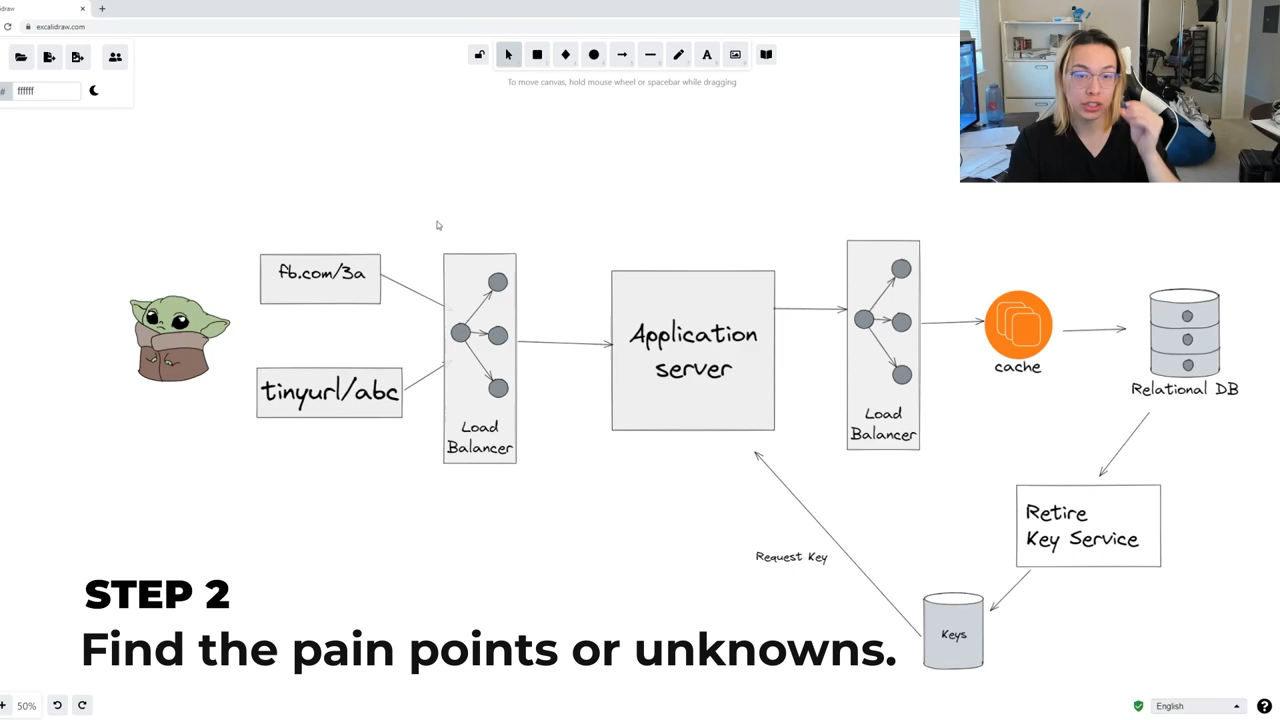 idraw
excalidraw.com
# ffffff
A
To move canvas, hold mouse wheel or spacebar while dragging
fb.com/3a
tinyurl/abc
Load
Balancer
Application
server
Load
Balancer
cache
Relational DB
Retire
Key Service
Request Key
Keys
STEP 2
Find the pain points or unknowns.
50%
English